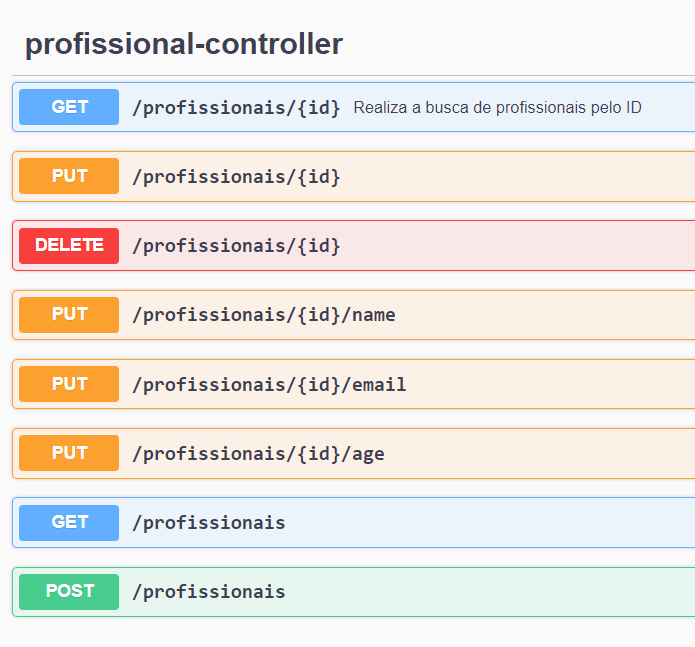 profissional-controller
GET /profissionais/{id} Realiza a busca de profissionais pelo ID
PUT /profissionais/{id}
DELETE /profissionais/{id}
PUT /profissionais/{id}/name
PUT /profissionais/{id}/email
PUT /profissionais/{id}/age
GET /profissionais
POST /profissionais